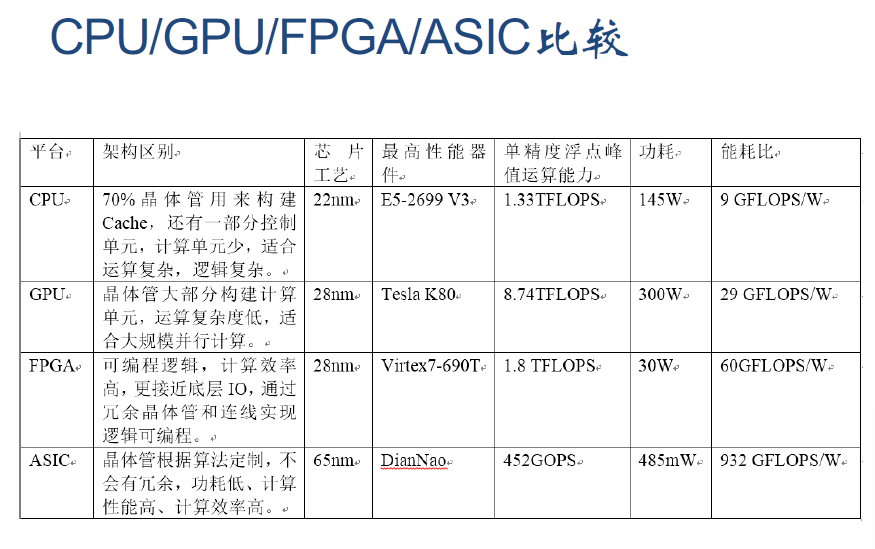 CPU/GPU/FPGA/ASIC比较
平台 架构区别 芯片工艺 最高性能器件 单精度浮点峰值运算能力 功耗 能耗比
CPU 70%晶体管用来构建Cache，还有一部分控制单元，计算单元少，适合运算复杂，逻辑复杂。 22nm E5-2699 V3 1.33TFLOPS 145W 9 GFLOPS/W
GPU 晶体管大部分构建计算单元，运算复杂度低，适合大规模并行计算。 28nm Tesla K80 8.74TFLOPS 300W 29 GFLOPS/W
FPGA 可编程逻辑，计算效率高，更接近底层IO，通过冗余晶体管和连线实现逻辑可编程。 28nm Virtex7-690T 1.8 TFLOPS 30W 60GFLOPS/W
ASIC 晶体管根据算法定制，不会有冗余，功耗低、计算性能高、计算效率高。 65nm DianNao 452GOPS 485mW 932 GFLOPS/W